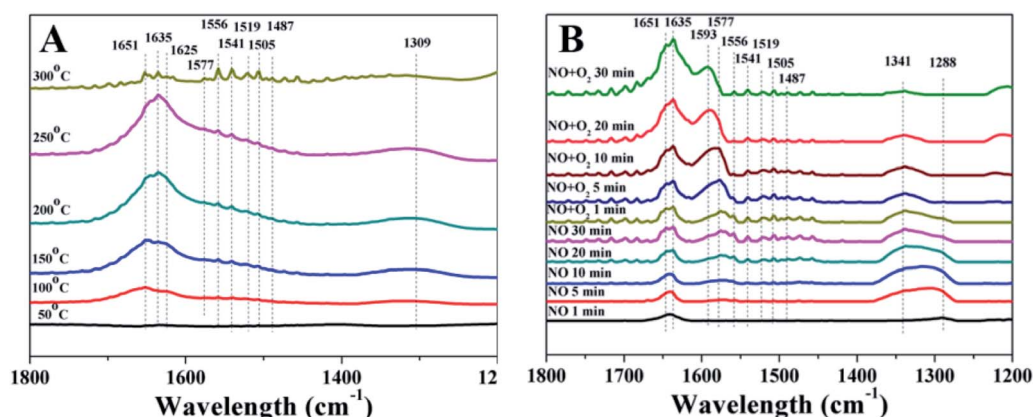 A
1651
1635
1625
1577
1556
1541
1519
1505
1487
1309
300°C
250°C
200°C
150°C
100°C
50°C
1800
1600
1400
120
Wavelength (cm⁻¹)
B
1651
1635
1593
1577
1556
1541
1519
1505
1487
1341
1288
NO+O₂ 30 min
NO+O₂ 20 min
NO+O₂ 10 min
NO+O₂ 5 min
NO+O₂ 1 min
NO 30 min
NO 20 min
NO 10 min
NO 5 min
NO 1 min
1800
1700
1600
1500
1400
1300
1200
Wavelength (cm⁻¹)